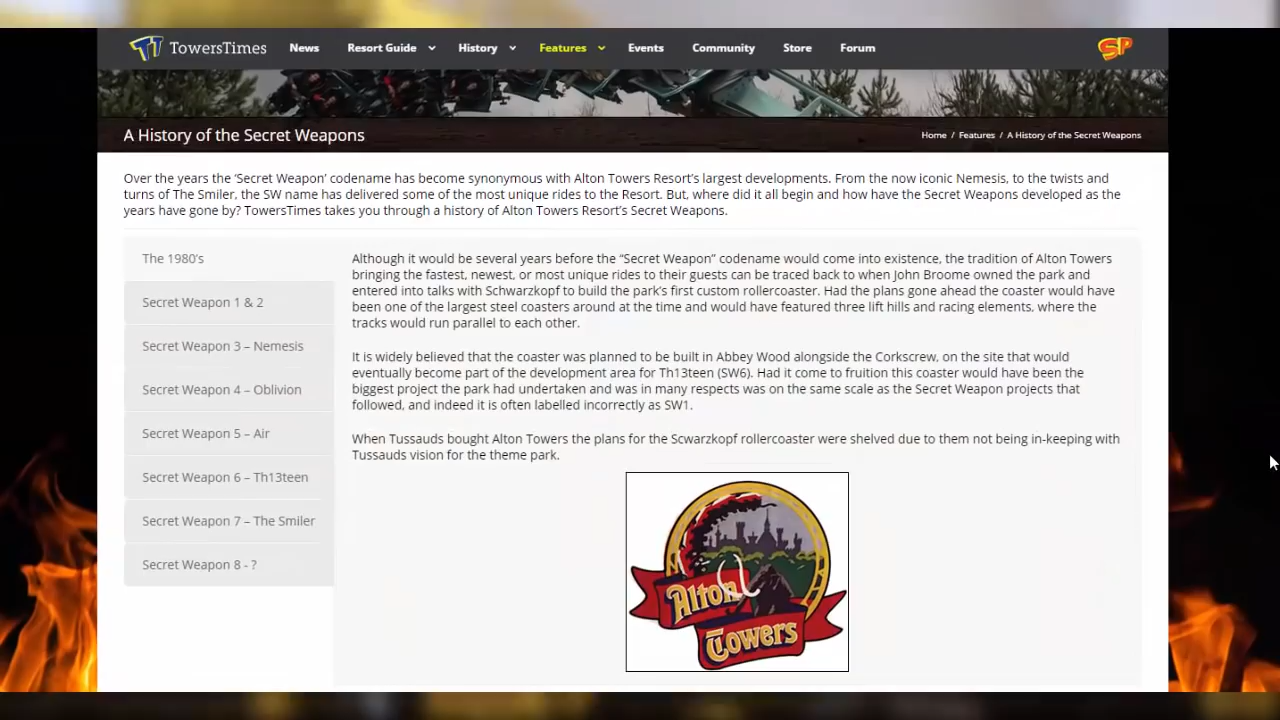 TT TowersTimes News Resort Guide History Features Events Community Store Forum SP
A History of the Secret Weapons
Home / Features / A History of the Secret Weapons
Over the years the ‘Secret Weapon’ codename has become synonymous with Alton Towers Resort’s largest developments. From the now iconic Nemesis, to the twists and
turns of The Smiler, the SW name has delivered some of the most unique rides to the Resort. But, where did it all begin and how have the Secret Weapons developed as the
years have gone by? TowersTimes takes you through a history of Alton Towers Resort’s Secret Weapons.
The 1980’s
Secret Weapon 1 & 2
Secret Weapon 3 – Nemesis
Secret Weapon 4 – Oblivion
Secret Weapon 5 – Air
Secret Weapon 6 – Th13teen
Secret Weapon 7 – The Smiler
Secret Weapon 8 - ?
Although it would be several years before the “Secret Weapon” codename would come into existence, the tradition of Alton Towers
bringing the fastest, newest, or most unique rides to their guests can be traced back to when John Broome owned the park and
entered into talks with Schwarzkopf to build the park’s first custom rollercoaster. Had the plans gone ahead the coaster would have
been one of the largest steel coasters around at the time and would have featured three lift hills and racing elements, where the
tracks would run parallel to each other.
It is widely believed that the coaster was planned to be built in Abbey Wood alongside the Corkscrew, on the site that would
eventually become part of the development area for Th13teen (SW6). Had it come to fruition this coaster would have been the
biggest project the park had undertaken and was in many respects was on the same scale as the Secret Weapon projects that
followed, and indeed it is often labelled incorrectly as SW1.
When Tussauds bought Alton Towers the plans for the Scwarzkopf rollercoaster were shelved due to them not being in-keeping with
Tussauds vision for the theme park.
Alton
Towers